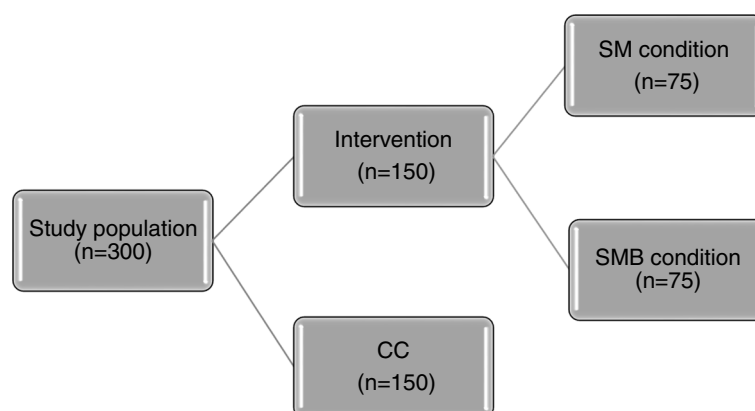 Study population
(n=300)
Intervention
(n=150)
CC
(n=150)
SM condition
(n=75)
SMB condition
(n=75)